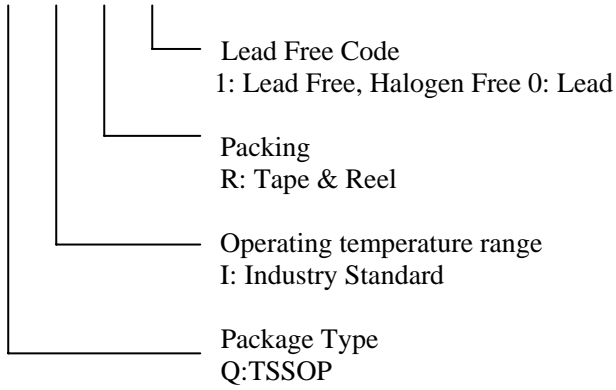 Lead Free Code
1: Lead Free, Halogen Free 0: Lead
Packing
R: Tape & Reel
Operating temperature range
I: Industry Standard
Package Type
Q:TSSOP